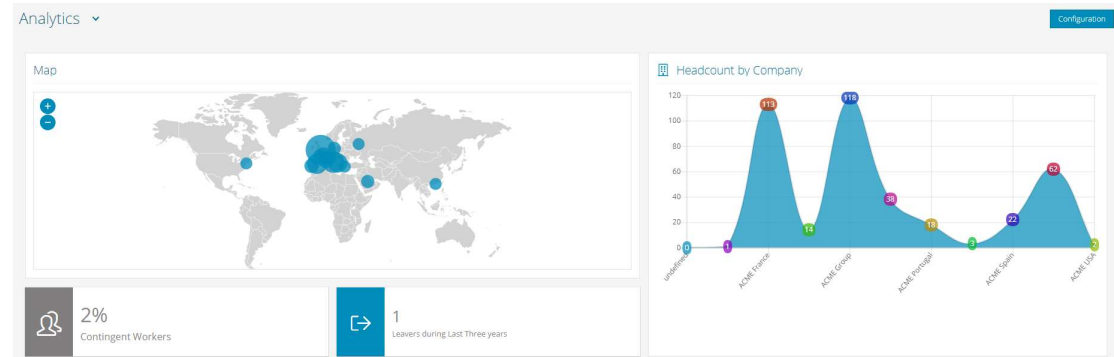 Analytics
Configuration
Map
+
−
2%
Contingent Workers
1
Leavers during Last Three years
Headcount by Company
120
100
80
60
40
20
0
0
1
113
14
118
38
18
3
22
62
2
undefined
ACME France
ACME Group
ACME Portugal
ACME Spain
ACME USA